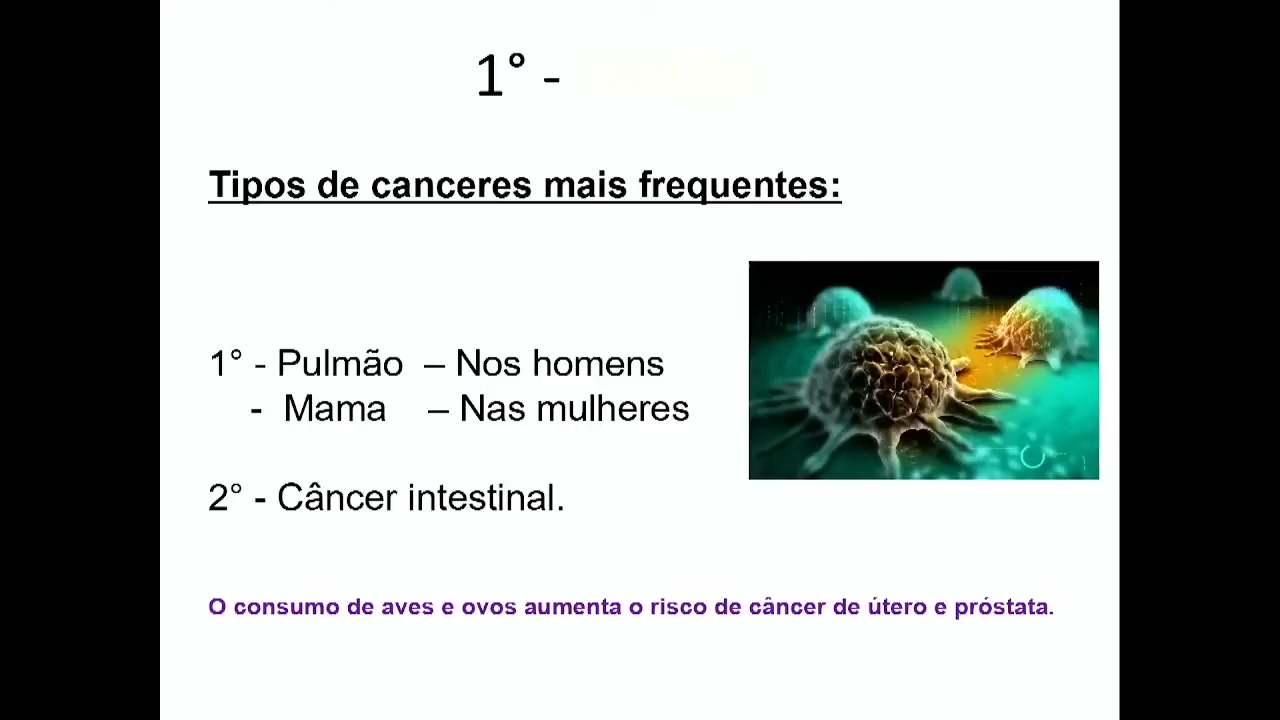 1° -
Tipos de canceres mais frequentes:
1° - Pulmão – Nos homens
- Mama – Nas mulheres
2° - Câncer intestinal.
O consumo de aves e ovos aumenta o risco de câncer de útero e próstata.